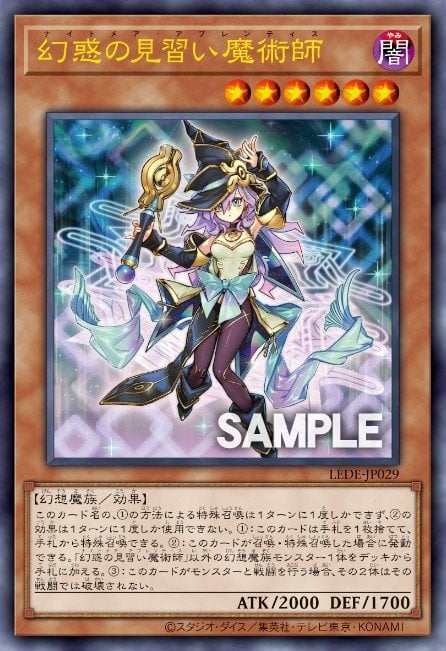 ナイトメア・アプレンティス
幻惑の見習い魔術師
やみ
闇
SAMPLE
LEDE-JP029
【幻想魔族／効果】
このカード名の、①の方法による特殊召喚は１ターンに１度しかできず、②の
効果は１ターンに１度しか使用できない。①：このカードは手札を１枚捨てて、
手札から特殊召喚できる。②：このカードが召喚・特殊召喚した場合に発動
できる。「幻惑の見習い魔術師」以外の幻想魔族モンスター１体をデッキから
手札に加える。③：このカードがモンスターと戦闘を行う場合、その２体はその
戦闘では破壊されない。
ATK/2000 DEF/1700
©スタジオ・ダイス／集英社・テレビ東京・KONAMI